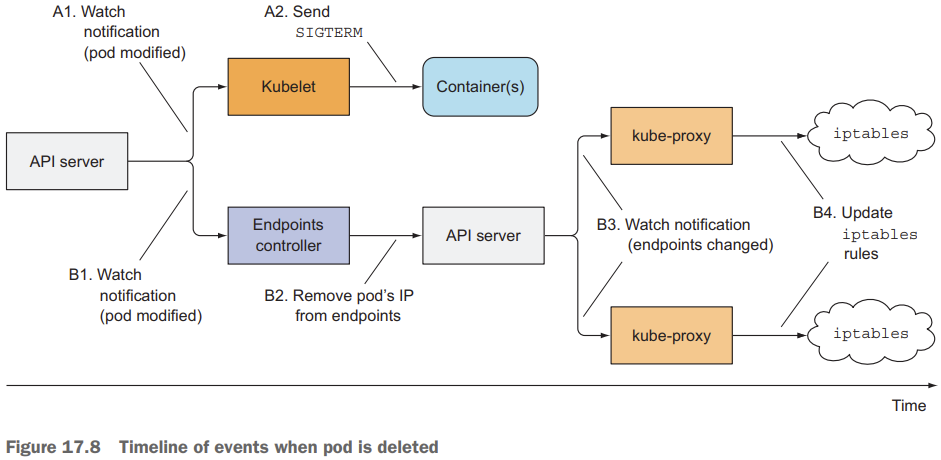 A1. Watch
notification
(pod modified)
A2. Send
SIGTERM
Kubelet
Container(s)
API server
kube-proxy
iptables
Endpoints
controller
API server
B1. Watch
notification
(pod modified)
B2. Remove pod's IP
from endpoints
B3. Watch notification
(endpoints changed)
B4. Update
iptables
rules
kube-proxy
iptables
Time
Figure 17.8 Timeline of events when pod is deleted